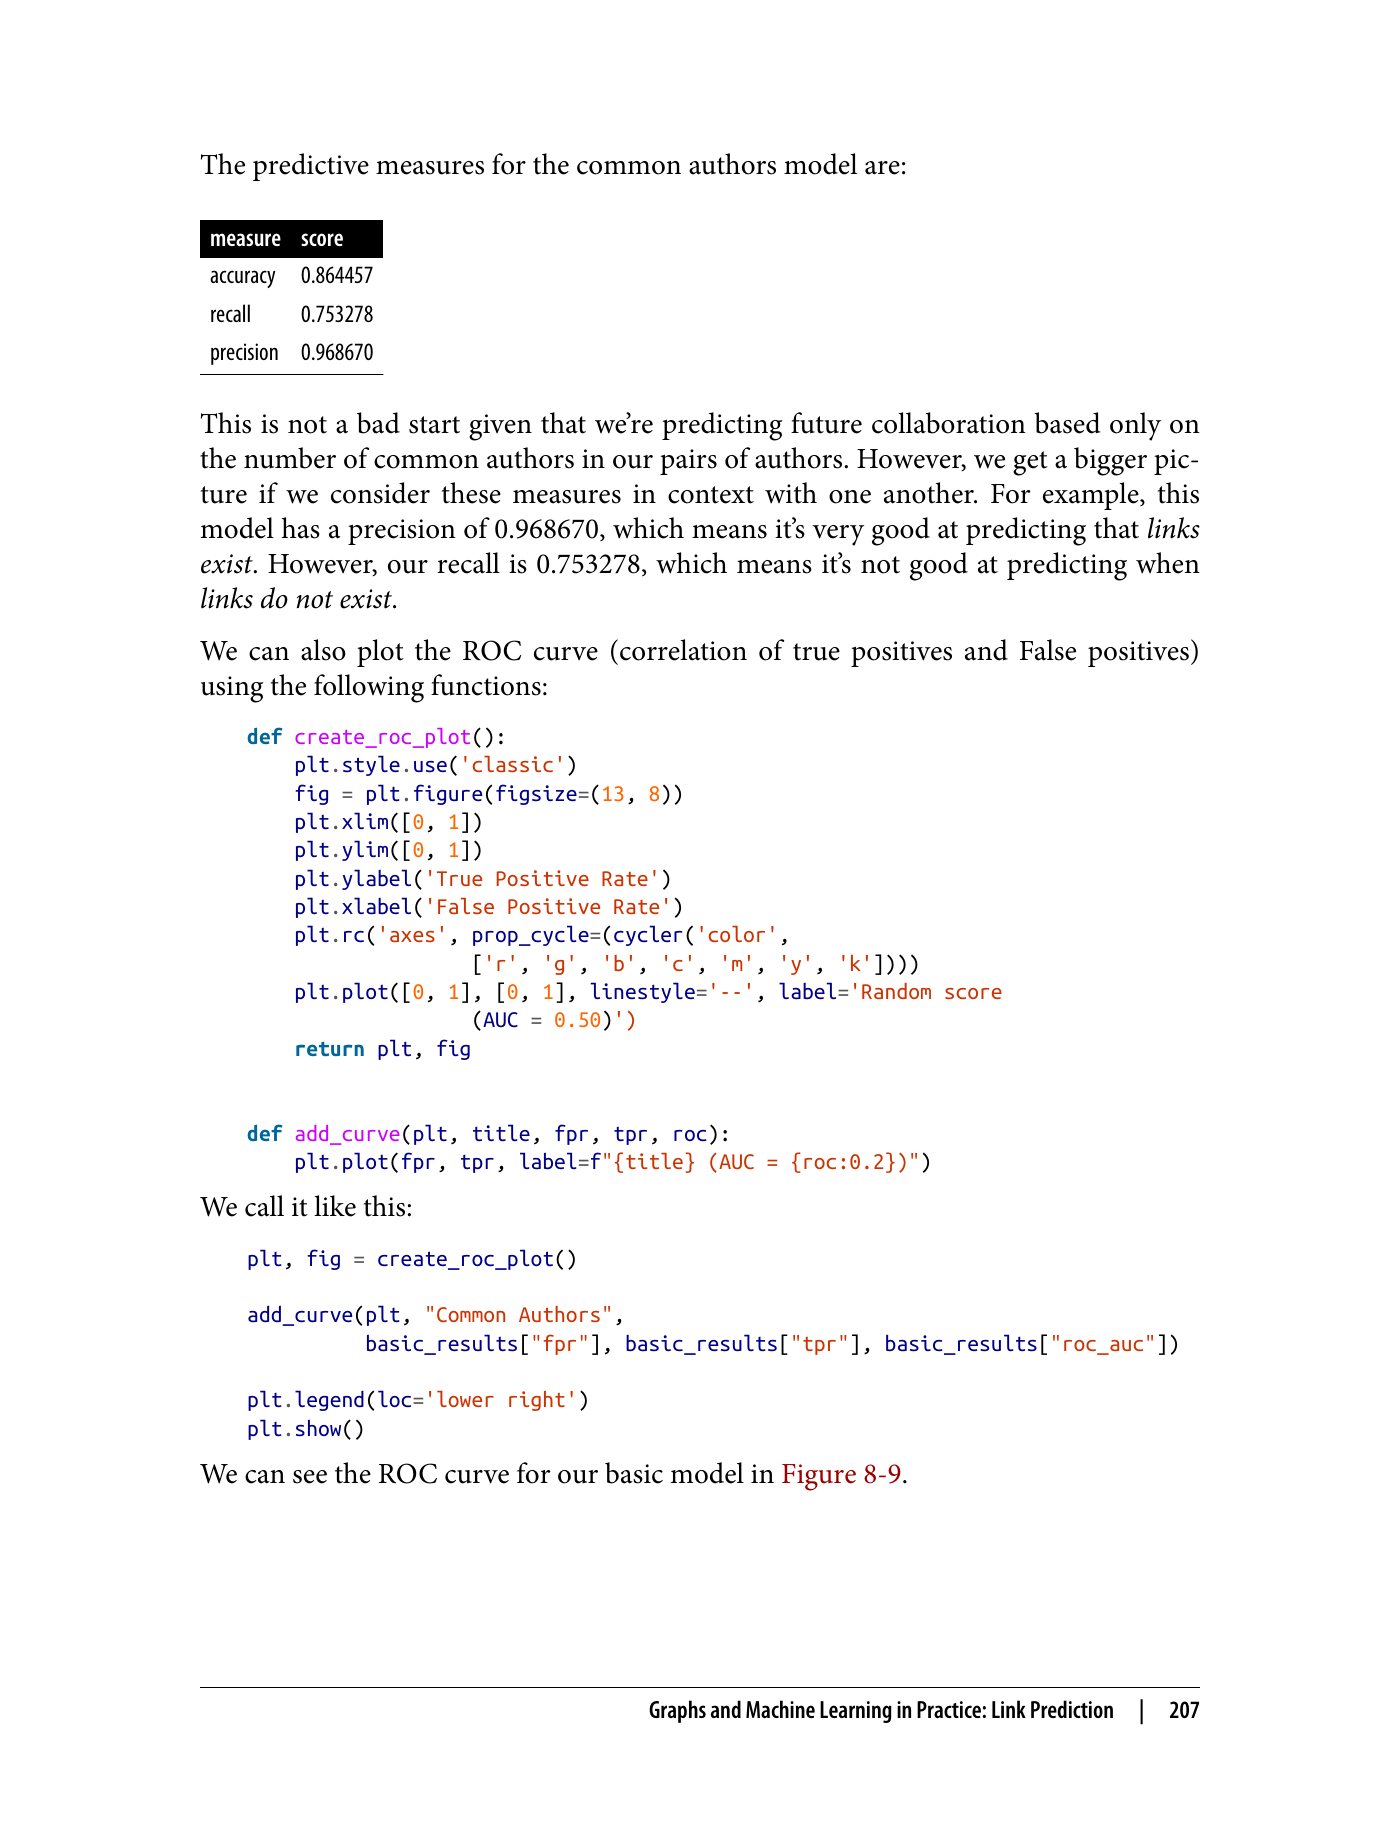 The predictive measures for the common authors model are:
measure score
accuracy 0.864457
recall 0.753278
precision 0.968670
This is not a bad start given that we’re predicting future collaboration based only on
the number of common authors in our pairs of authors. However, we get a bigger pic-
ture if we consider these measures in context with one another. For example, this
model has a precision of 0.968670, which means it’s very good at predicting that links
exist. However, our recall is 0.753278, which means it’s not good at predicting when
links do not exist.
We can also plot the ROC curve (correlation of true positives and False positives)
using the following functions:
def create_roc_plot():
    plt.style.use('classic')
    fig = plt.figure(figsize=(13, 8))
    plt.xlim([0, 1])
    plt.ylim([0, 1])
    plt.ylabel('True Positive Rate')
    plt.xlabel('False Positive Rate')
    plt.rc('axes', prop_cycle=(cycler('color',
                   ['r', 'g', 'b', 'c', 'm', 'y', 'k'])))
    plt.plot([0, 1], [0, 1], linestyle='--', label='Random score
                   (AUC = 0.50)')
    return plt, fig
def add_curve(plt, title, fpr, tpr, roc):
    plt.plot(fpr, tpr, label=f"{title} (AUC = {roc:0.2})")
We call it like this:
plt, fig = create_roc_plot()
add_curve(plt, "Common Authors",
          basic_results["fpr"], basic_results["tpr"], basic_results["roc_auc"])
plt.legend(loc='lower right')
plt.show()
We can see the ROC curve for our basic model in Figure 8-9.
Graphs and Machine Learning in Practice: Link Prediction | 207